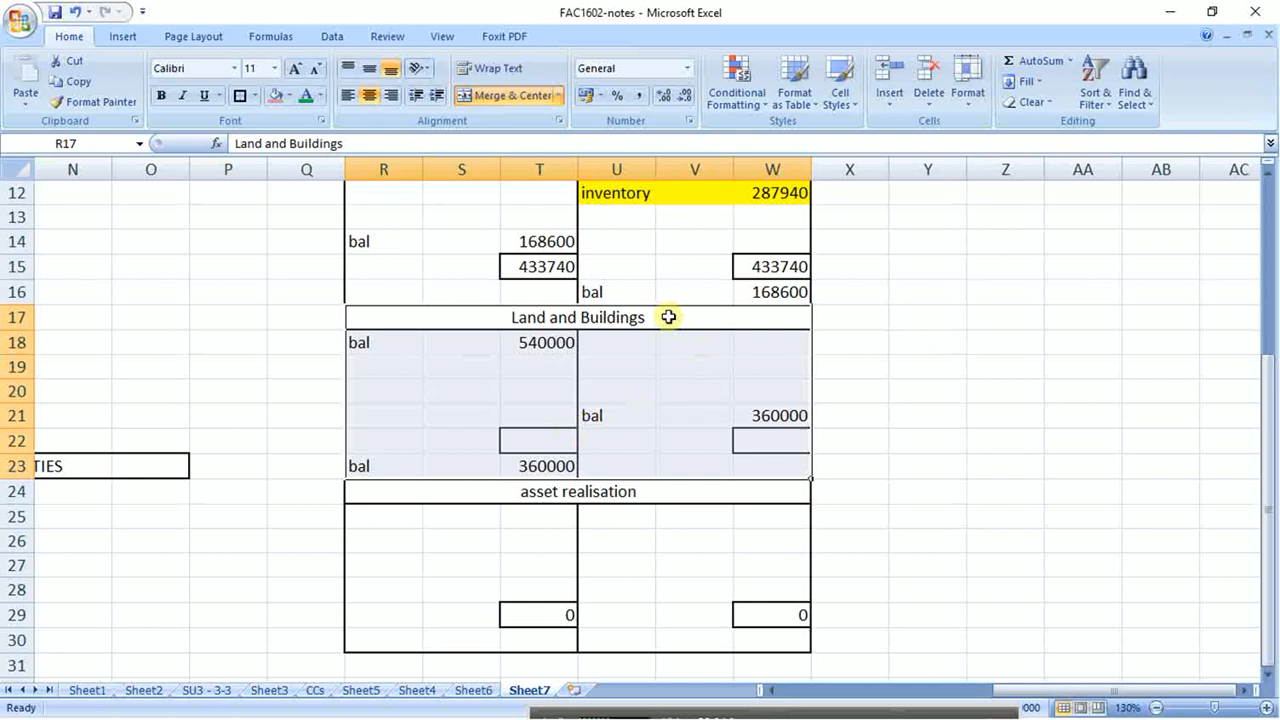 FAC1602-notes - Microsoft Excel
Home Insert Page Layout Formulas Data Review View Foxit PDF
Paste Cut Copy Format Painter Clipboard
Calibri 11 A A B I U A Font
Wrap Text Merge & Center Alignment
General % , .0 .00 Number
Conditional Formatting Format as Table Cell Styles Styles
Insert Delete Format Cells
Σ AutoSum Fill Clear Sort & Filter Find & Select Editing
R17 fx Land and Buildings
N O P Q R S T U V W X Y Z AA AB AC
12 inventory 287940
13
14 bal 168600
15 433740 433740
16 bal 168600
17 Land and Buildings
18 bal 540000
19
20
21 bal 360000
22
23 TIES bal 360000
24 asset realisation
25
26
27
28
29 0 0
30
31
Sheet1 Sheet2 SU3 - 3-3 Sheet3 CCs Sheet5 Sheet4 Sheet6 Sheet7
Ready 000 130%